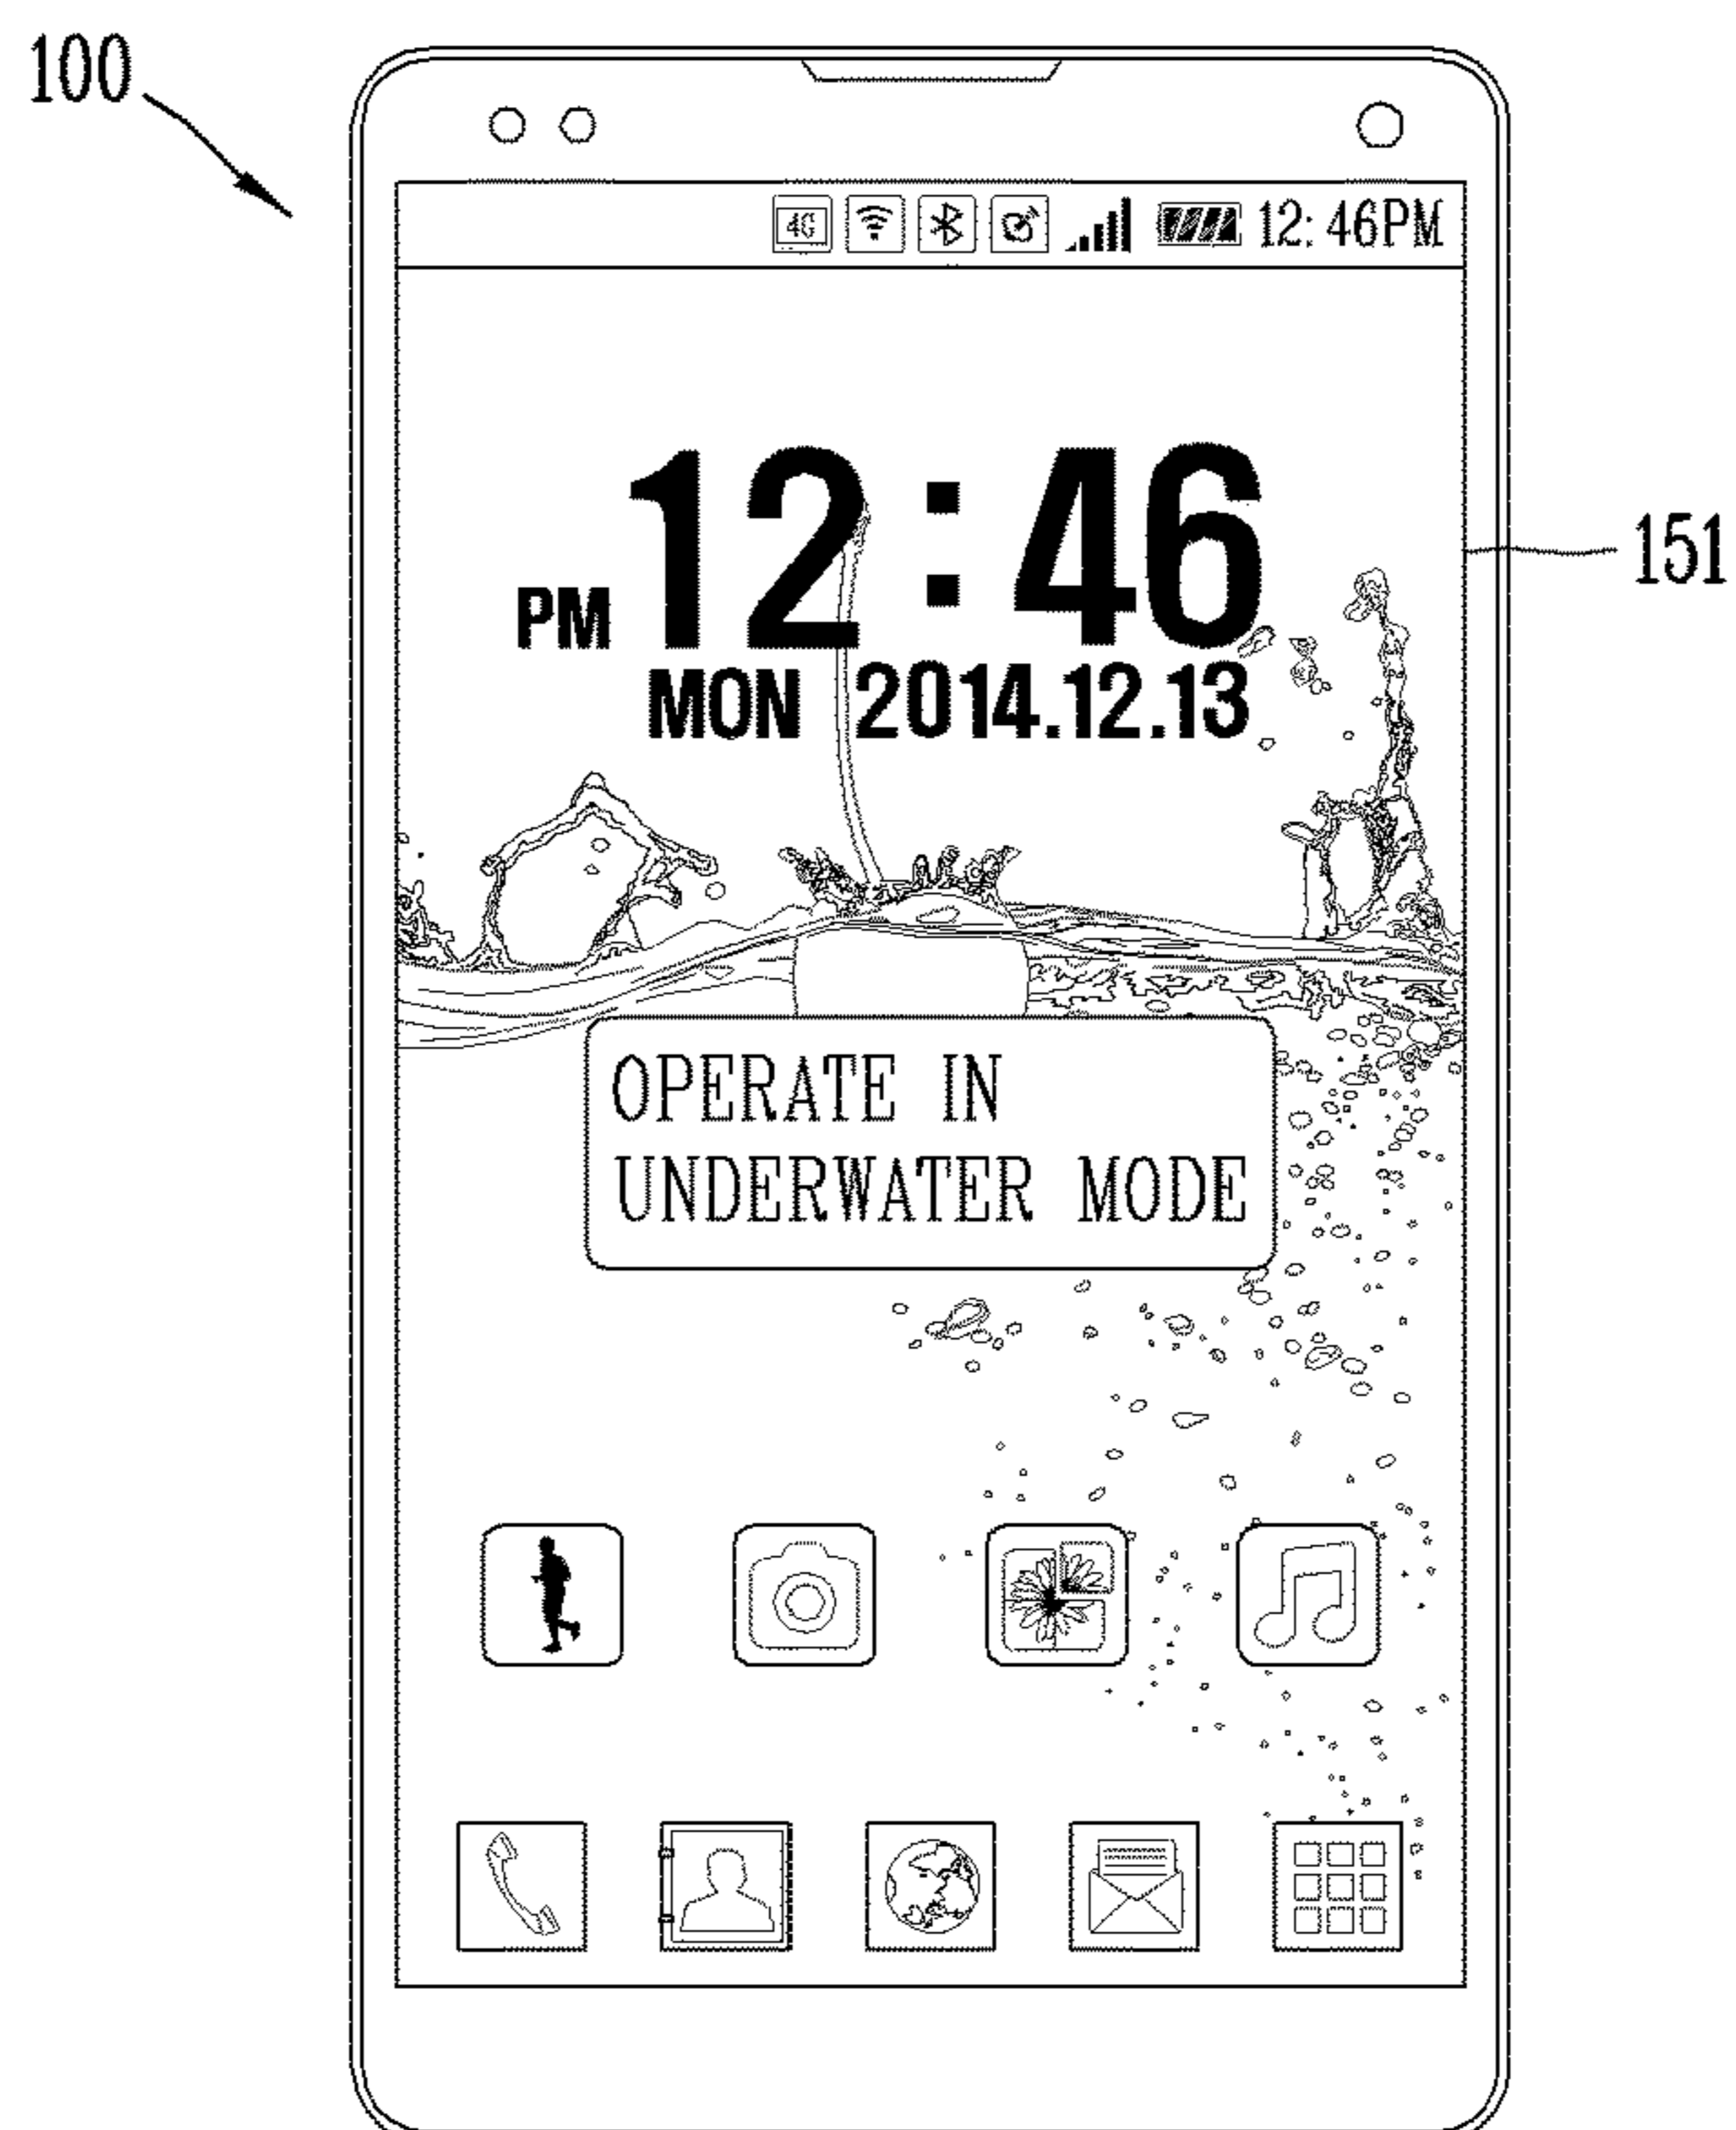 100
4G
12:46PM
12:46
PM
MON 2014.12.13
151
OPERATE IN
UNDERWATER MODE